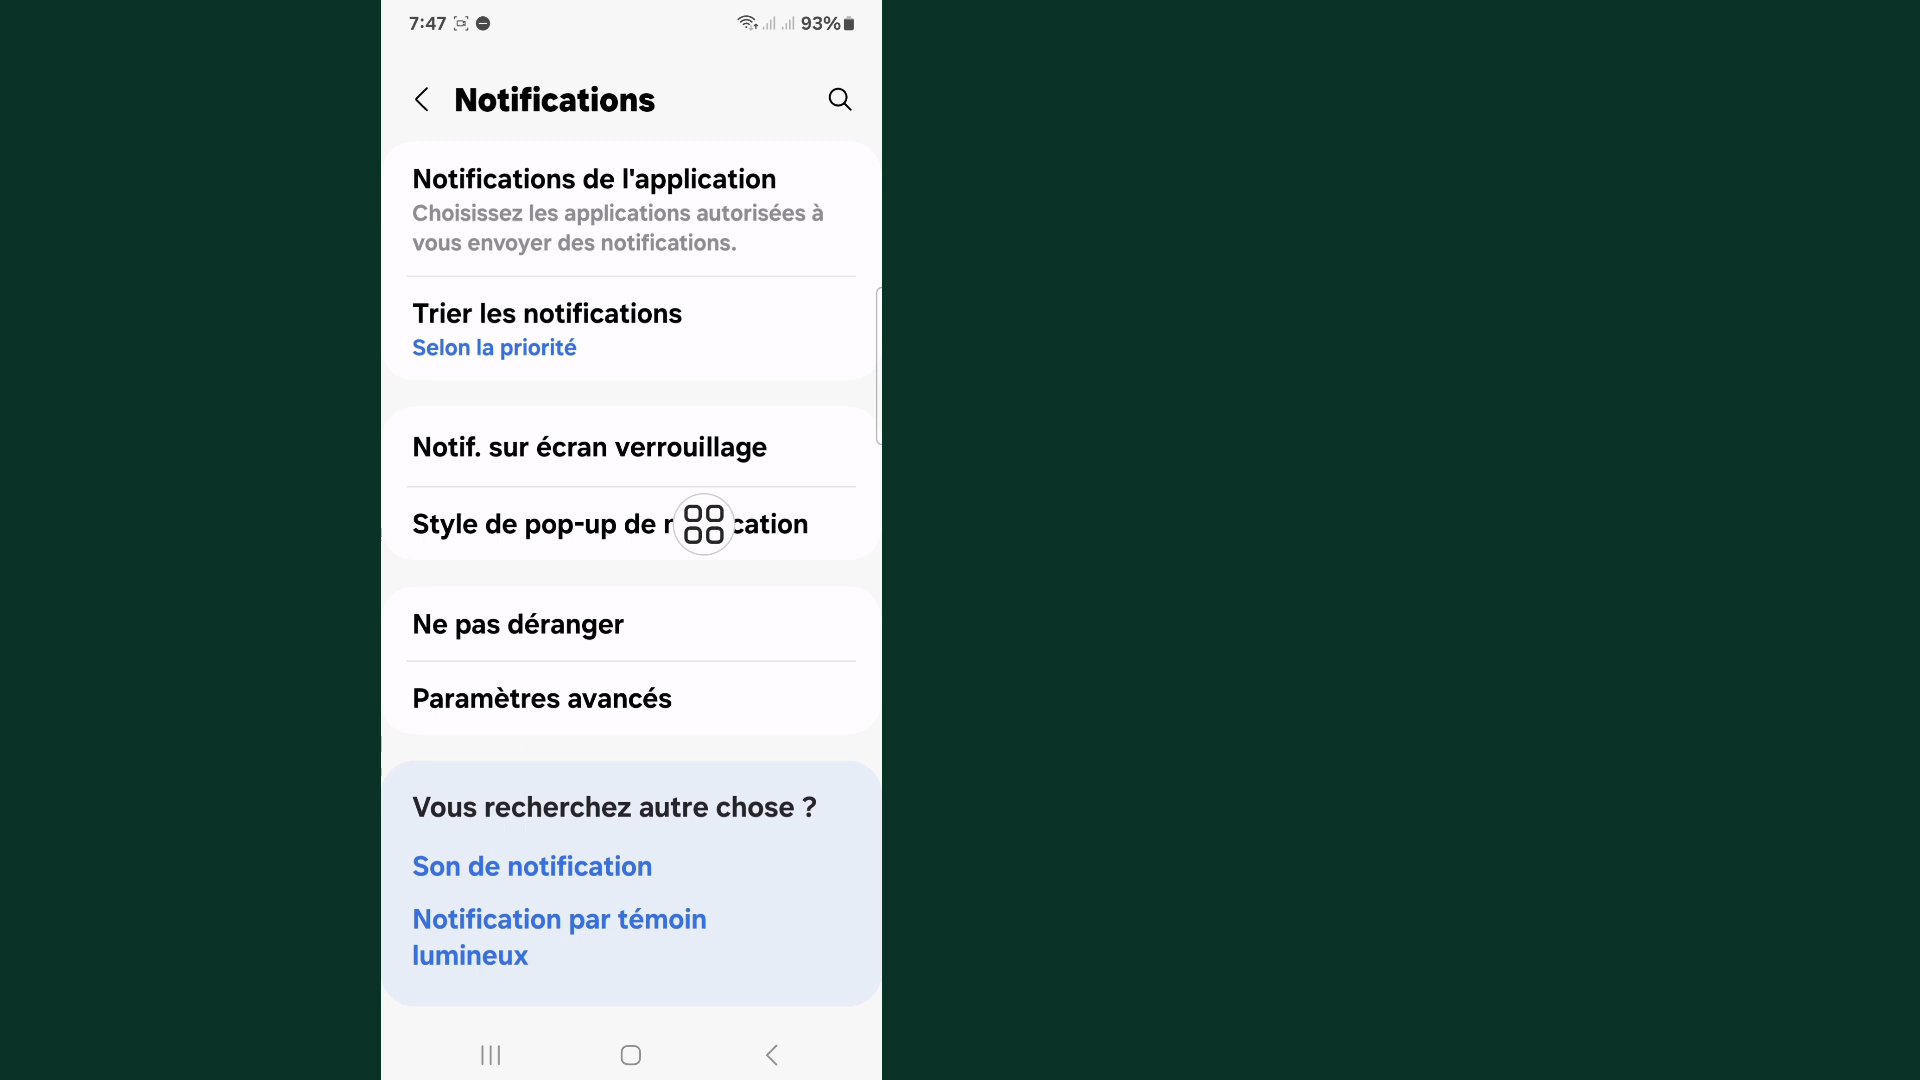 7:47
93%
Notifications
Notifications de l'application
Choisissez les applications autorisées à
vous envoyer des notifications.
Trier les notifications
Selon la priorité
Notif. sur écran verrouillage
Style de pop-up de
Ne pas déranger
Paramètres avancés
Vous recherchez autre chose ?
Son de notification
Notification par témoin
lumineux